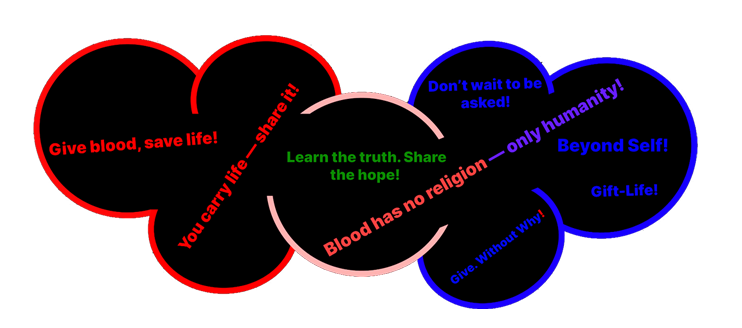 Give blood, save life!
You carry life — share it!
Learn the truth. Share
the hope!
Blood has no religion — only humanity!
Don't wait to be
asked!
Beyond Self!
Gift-Life!
Give. Without Why!